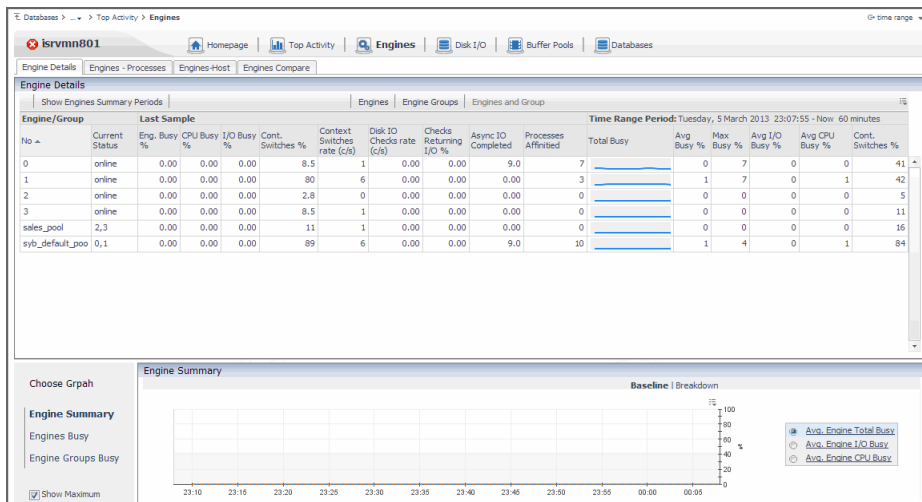 Databases > ... > Top Activity > Engines
time range
isrvmn801 Homepage Top Activity Engines Disk I/O Buffer Pools Databases
Engine Details Engines - Processes Engines-Host Engines Compare
Engine Details
Show Engines Summary Periods Engines Engine Groups Engines and Group
Engine/Group Last Sample Time Range Period: Tuesday, 5 March 2013 23:07:55 - Now 60 minutes
No Current Status Eng. Busy % CPU Busy % I/O Busy % Cont. Switches % Context Switches rate (c/s) Disk IO Checks rate (c/s) Checks Returning I/O % Async IO Completed Processes Affinitied Total Busy Avg Busy % Max Busy % Avg I/O Busy % Avg CPU Busy % Cont. Switches %
0 online 0.00 0.00 0.00 8.5 1 0.00 0.00 9.0 7 0 7 0 0 41
1 online 0.00 0.00 0.00 80 6 0.00 0.00 0.00 3 1 7 0 1 42
2 online 0.00 0.00 0.00 2.8 0 0.00 0.00 0.00 0 0 0 0 0 5
3 online 0.00 0.00 0.00 8.5 1 0.00 0.00 0.00 0 0 0 0 0 11
sales_pool 2,3 0.00 0.00 0.00 11 1 0.00 0.00 0.00 0 0 0 0 0 16
syb_default_poo 0,1 0.00 0.00 0.00 89 6 0.00 0.00 9.0 10 1 4 0 1 84
Choose Grpah
Engine Summary
Engines Busy
Engine Groups Busy
Show Maximum
Engine Summary
Baseline | Breakdown
100
80
60
40
20
0
%
23:10 23:15 23:20 23:25 23:30 23:35 23:40 23:45 23:50 23:55 00:00 00:05
Avg. Engine Total Busy
Avg. Engine I/O Busy
Avg. Engine CPU Busy